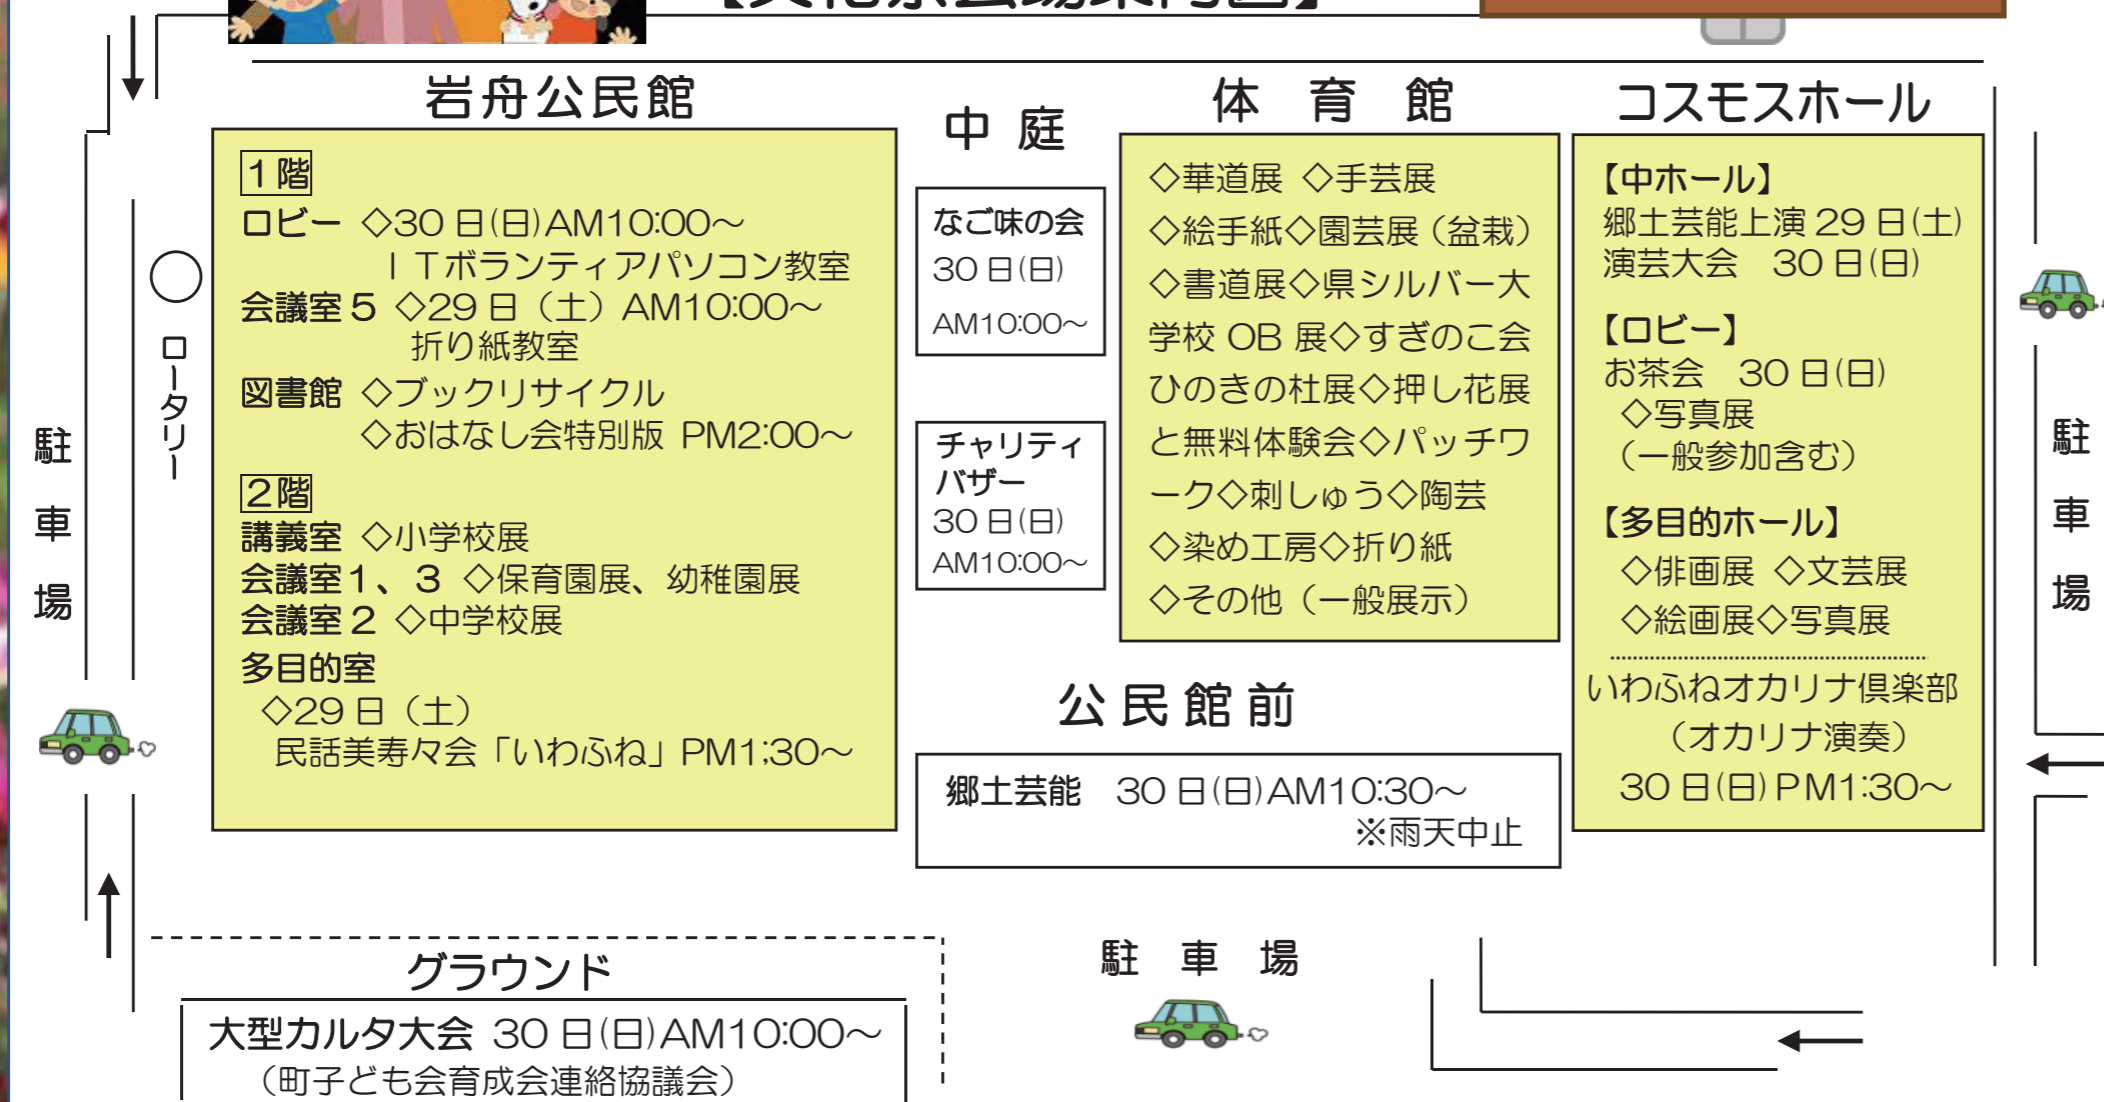 【文化祭会場案内図】
岩舟公民館
1階
ロビー ◇30日(日)AM10:00～
ITボランティアパソコン教室
会議室5 ◇29日（土）AM10:00～
折り紙教室
図書館 ◇ブックリサイクル
◇おはなし会特別版 PM2:00～
2階
講義室 ◇小学校展
会議室1、3 ◇保育園展、幼稚園展
会議室2 ◇中学校展
多目的室
◇29日（土）
民話美寿々会「いわふね」PM1;30～
中庭
なご味の会
30日(日)
AM10:00～
チャリティ
バザー
30日(日)
AM10:00～
体育館
◇華道展 ◇手芸展
◇絵手紙◇園芸展（盆栽）
◇書道展◇県シルバー大
学校OB展◇すぎのこ会
ひのきの杜展◇押し花展
と無料体験会◇パッチワ
ーク◇刺しゅう◇陶芸
◇染め工房◇折り紙
◇その他（一般展示）
コスモスホール
【中ホール】
郷土芸能上演29日(土)
演芸大会 30日(日)
【ロビー】
お茶会 30日(日)
◇写真展
（一般参加含む）
【多目的ホール】
◇俳画展 ◇文芸展
◇絵画展◇写真展
いわふねオカリナ倶楽部
（オカリナ演奏）
30日(日)PM1:30～
公民館前
郷土芸能 30日(日)AM10:30～
※雨天中止
ロータリー
駐車場
駐車場
駐車場
グラウンド
大型カルタ大会 30日(日)AM10:00～
（町子ども会育成会連絡協議会）